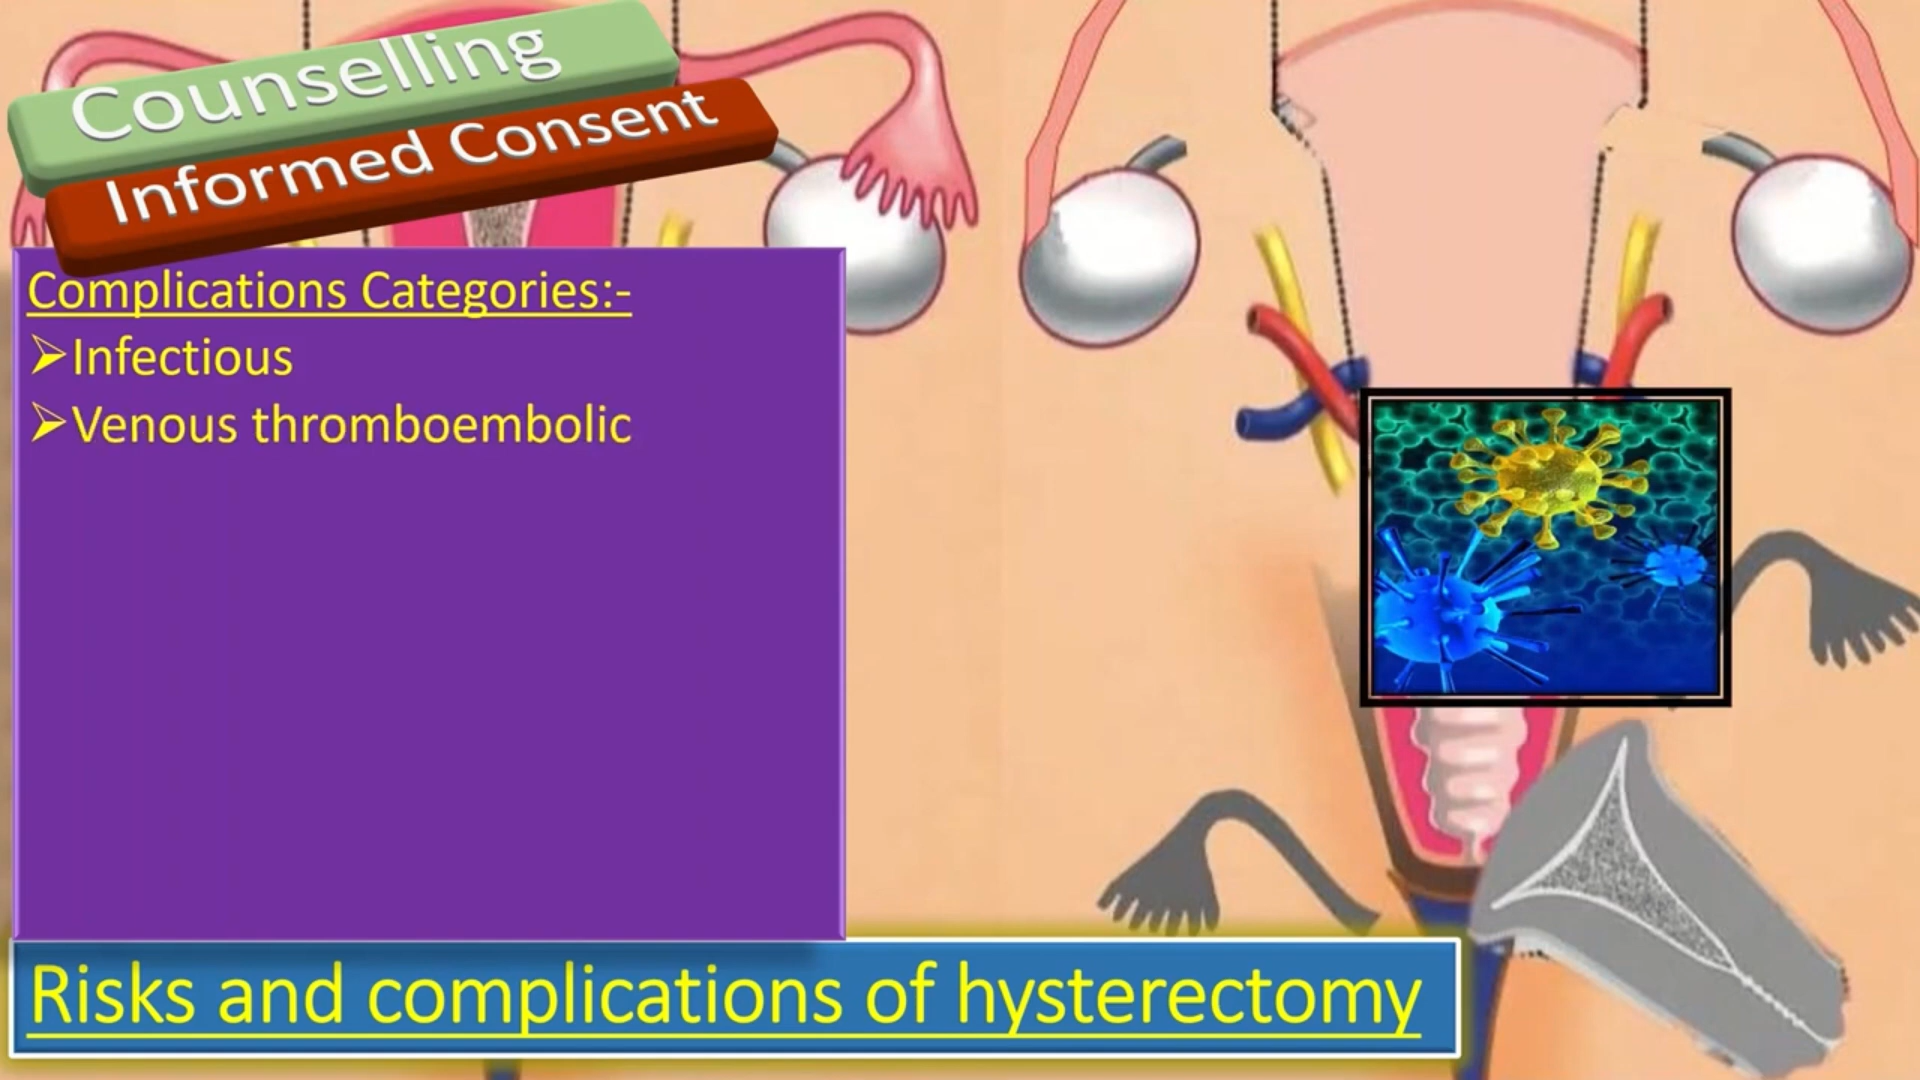 Counselling
Informed Consent
Complications Categories:-
➢Infectious
➢Venous thromboembolic
Risks and complications of hysterectomy